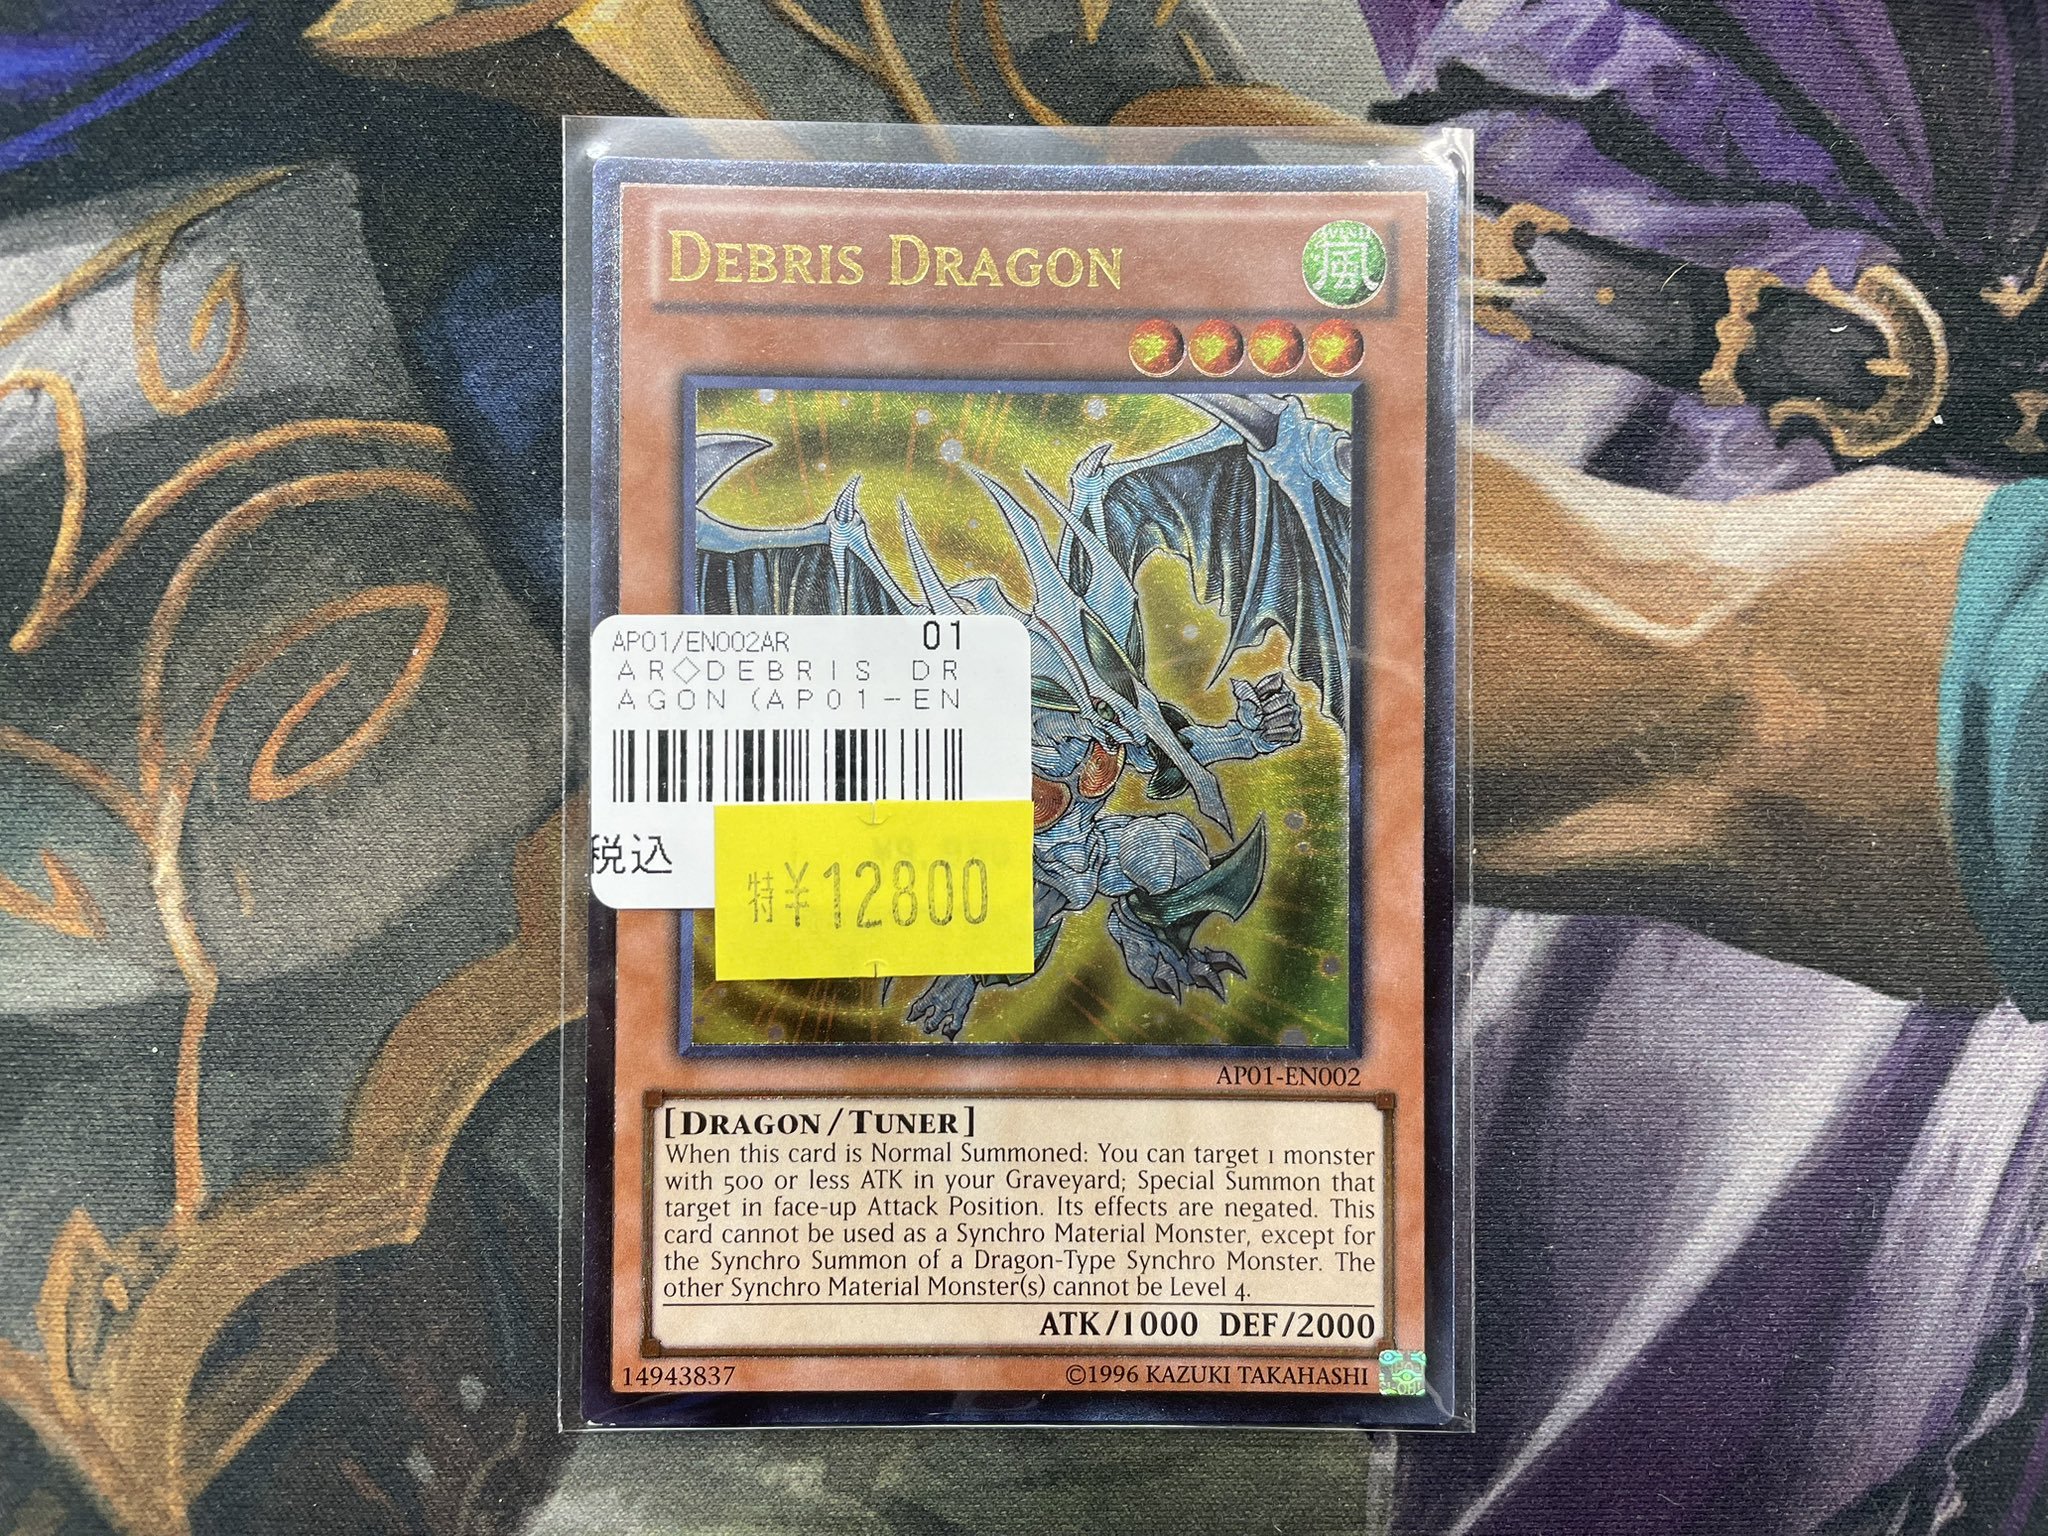 DEBRIS DRAGON
WIND
風
AP01/EN002AR
01
AR◇DEBRIS DR
AGON (AP01-EN
税込
特¥12800
AP01-EN002
[DRAGON/TUNER]
When this card is Normal Summoned: You can target 1 monster
with 500 or less ATK in your Graveyard; Special Summon that
target in face-up Attack Position. Its effects are negated. This
card cannot be used as a Synchro Material Monster, except for
the Synchro Summon of a Dragon-Type Synchro Monster. The
other Synchro Material Monster(s) cannot be Level 4.
ATK/1000 DEF/2000
14943837
©1996 KAZUKI TAKAHASHI